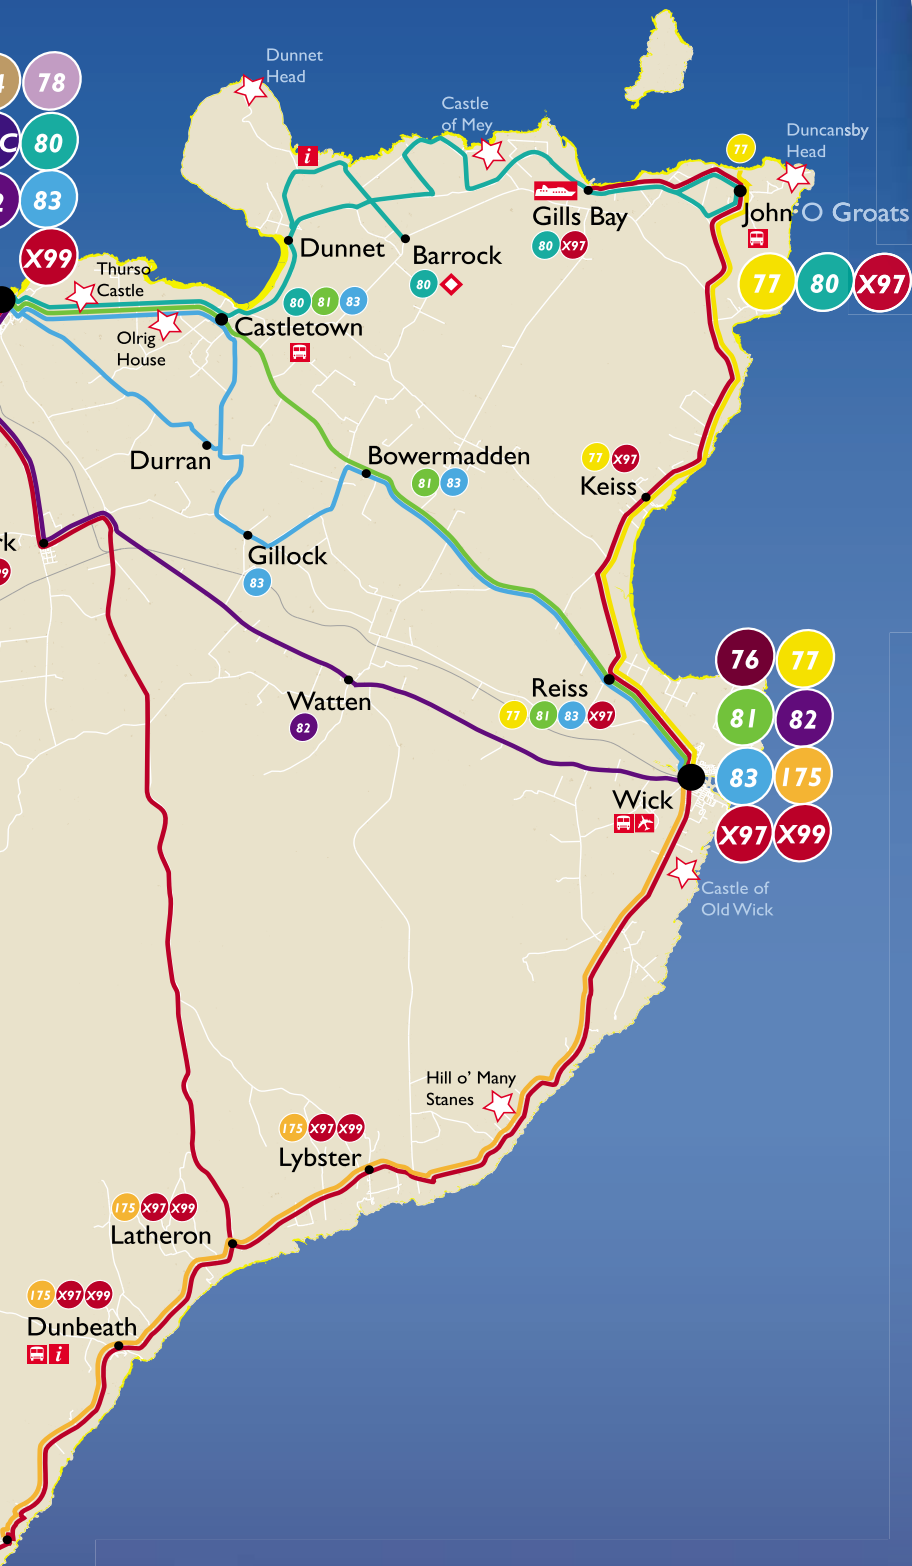 Dunnet
Head
78
Castle
of Mey
80
77
Duncansby
Head
83
Gills Bay
80 X97
John O Groats
77 80 X97
X99
Dunnet
Barrock
80
Thurso
Castle
80 81 83
Castletown
Olrig
House
Durran
Bowermadden
81 83
77 X97
Keiss
Gillock
83
Reiss
77 81 83 X97
Watten
82
76 77
81 82
83 175
X97 X99
Wick
Castle of
Old Wick
Hill o' Many
Stanes
175 X97 X99
Lybster
175 X97 X99
Latheron
175 X97 X99
Dunbeath
i